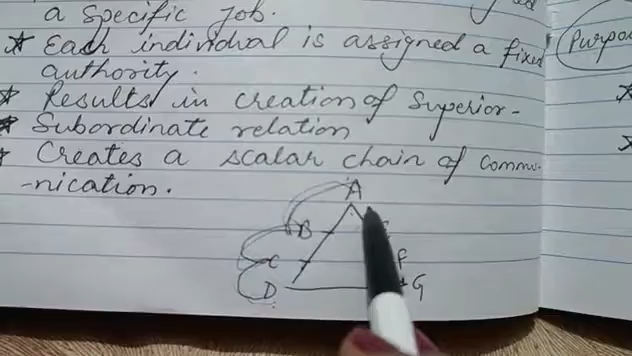 a specific job.
* Each individual is assigned a fixed
authority.
* Results in creation of superior-
* Subordinate relation
* Creates a scalar chain of commu-
-nication.
A
B
C F
D G
(Purpo